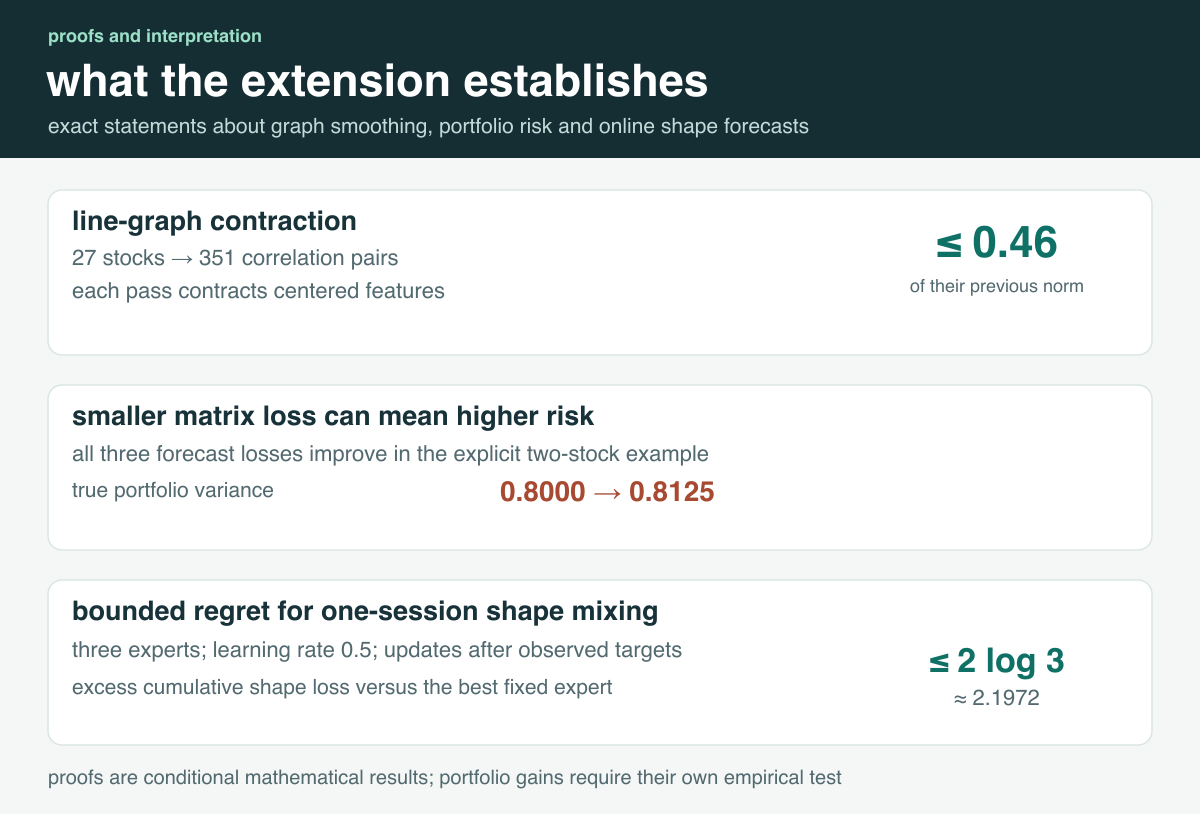 proofs and interpretation
what the extension establishes
exact statements about graph smoothing, portfolio risk and online shape forecasts
line-graph contraction
27 stocks → 351 correlation pairs
each pass contracts centered features
≤ 0.46
of their previous norm
smaller matrix loss can mean higher risk
all three forecast losses improve in the explicit two-stock example
true portfolio variance 0.8000 → 0.8125
bounded regret for one-session shape mixing
three experts; learning rate 0.5; updates after observed targets
excess cumulative shape loss versus the best fixed expert
≤ 2 log 3
≈ 2.1972
proofs are conditional mathematical results; portfolio gains require their own empirical test